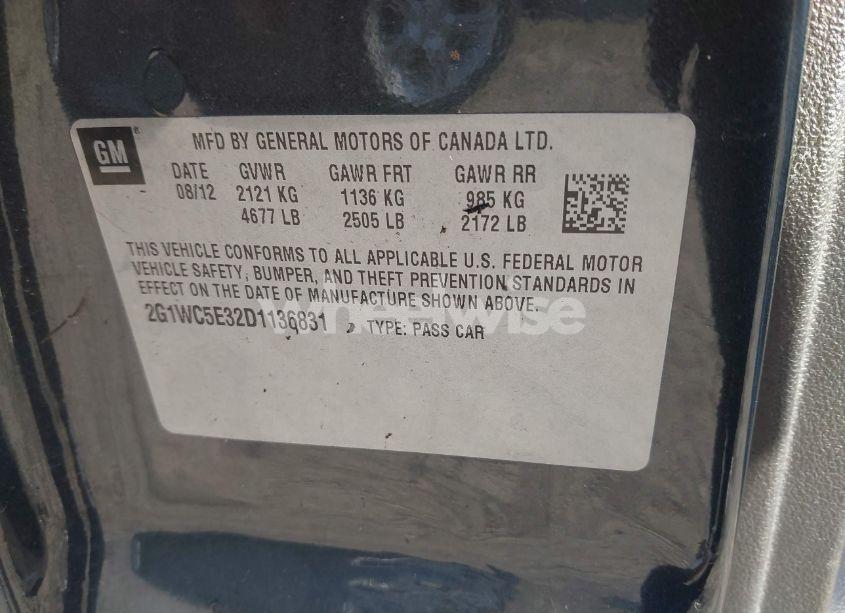 GM
MFD BY GENERAL MOTORS OF CANADA LTD.
DATE GVWR GAWR FRT GAWR RR
08/12 2121 KG 1136 KG 985 KG
4677 LB 2505 LB 2172 LB
THIS VEHICLE CONFORMS TO ALL APPLICABLE U.S. FEDERAL MOTOR
VEHICLE SAFETY, BUMPER, AND THEFT PREVENTION STANDARDS IN
EFFECT ON THE DATE OF MANUFACTURE SHOWN ABOVE.
2G1WC5E32D1136831 TYPE: PASS CAR
Wheelwise